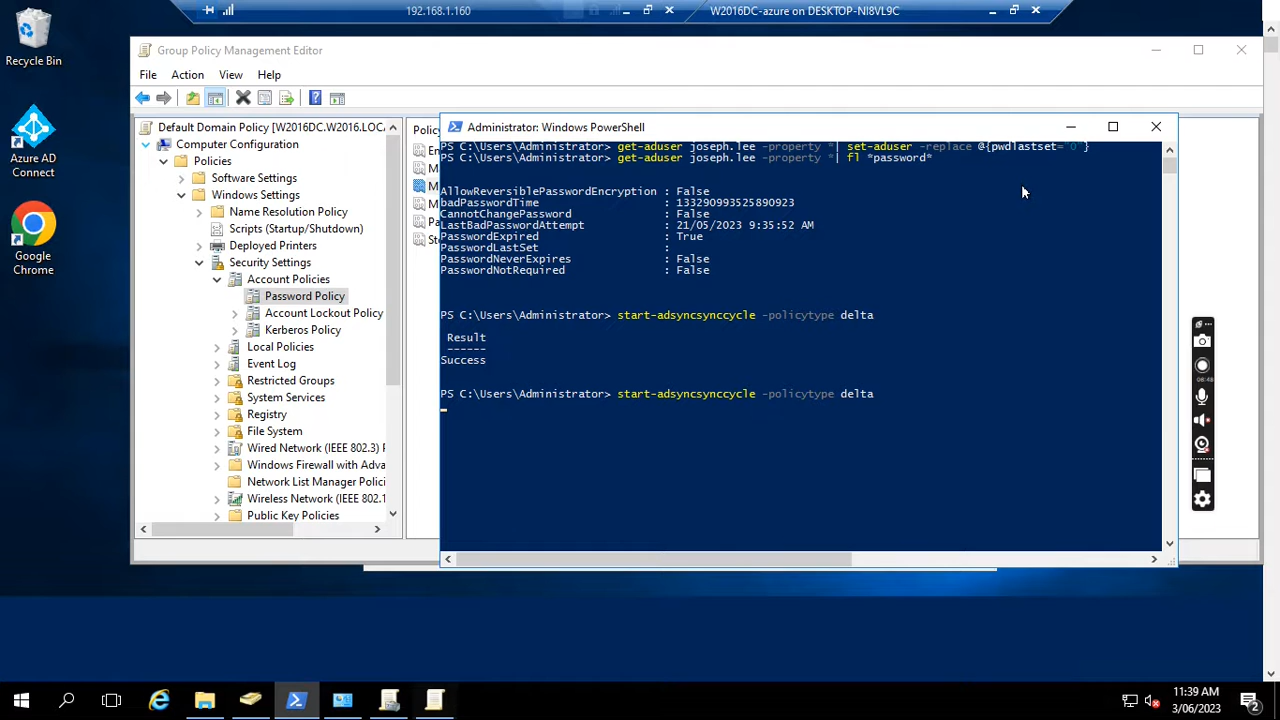 192.168.1.160
W2016DC-azure on DESKTOP-NI8VL9C
Recycle Bin
Azure AD
Connect
Google
Chrome
Group Policy Management Editor
File Action View Help
Default Domain Policy [W2016DC.W2016.LOCA
Computer Configuration
Policies
Software Settings
Windows Settings
Name Resolution Policy
Scripts (Startup/Shutdown)
Deployed Printers
Security Settings
Account Policies
Password Policy
Account Lockout Policy
Kerberos Policy
Local Policies
Event Log
Restricted Groups
System Services
Registry
File System
Wired Network (IEEE 802.3) P
Windows Firewall with Adva
Network List Manager Polici
Wireless Network (IEEE 802.1
Public Key Policies
Policy
Administrator: Windows PowerShell
PS C:\Users\Administrator> get-aduser joseph.lee -property *| set-aduser -replace @{pwdlastset="0"}
PS C:\Users\Administrator> get-aduser joseph.lee -property *| fl *password*
AllowReversiblePasswordEncryption : False
badPasswordTime : 133290993525890923
CannotChangePassword : False
LastBadPasswordAttempt : 21/05/2023 9:35:52 AM
PasswordExpired : True
PasswordLastSet :
PasswordNeverExpires : False
PasswordNotRequired : False
PS C:\Users\Administrator> start-adsyncsynccycle -policytype delta
Result
------
Success
PS C:\Users\Administrator> start-adsyncsynccycle -policytype delta
08:48
11:39 AM
3/06/2023
2